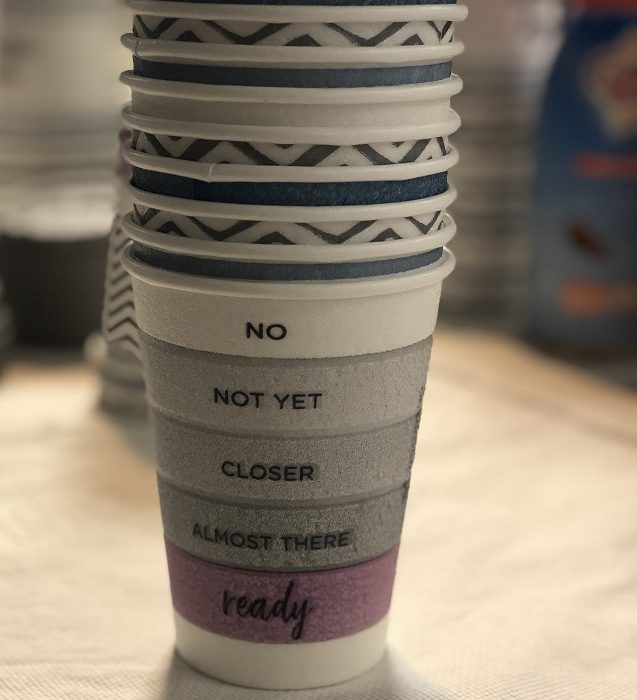 NO
NOT YET
CLOSER
ALMOST THERE
ready